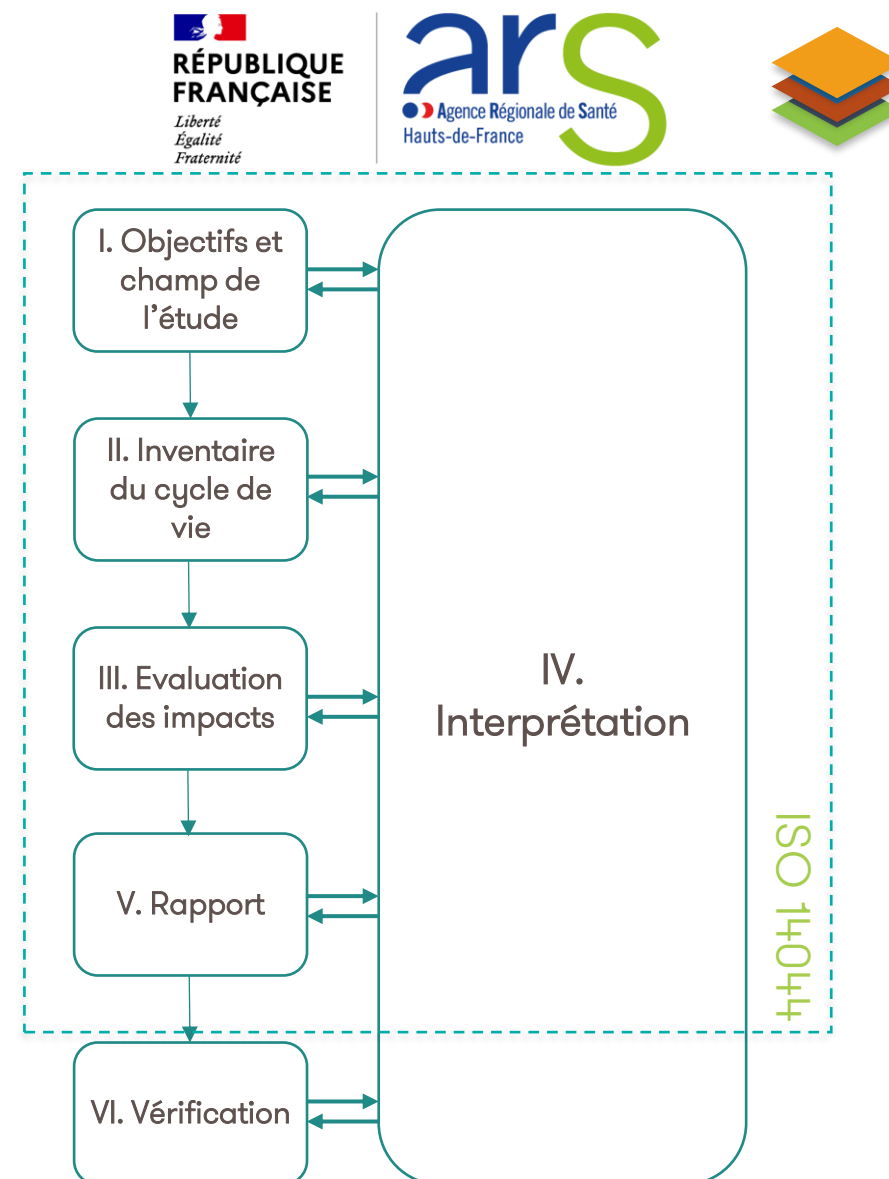 RÉPUBLIQUE
FRANÇAISE
Liberté
Égalité
Fraternité
ars
Agence Régionale de Santé
Hauts-de-France
I. Objectifs et
champ de
l'étude
II. Inventaire
du cycle de
vie
III. Evaluation
des impacts
IV.
Interprétation
V. Rapport
VI. Vérification
ISO 14044